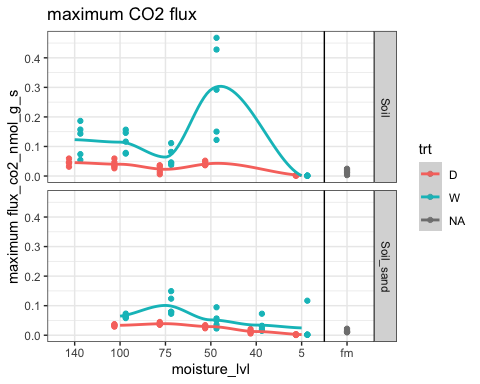 maximum CO2 flux
maximum flux_co2_nmol_g_s
0.4
0.3
0.2
0.1
0.0
Soil
0.4
0.3
0.2
0.1
0.0
Soil_sand
140 100 75 50 40 5 fm
moisture_lvl
trt
D
W
NA